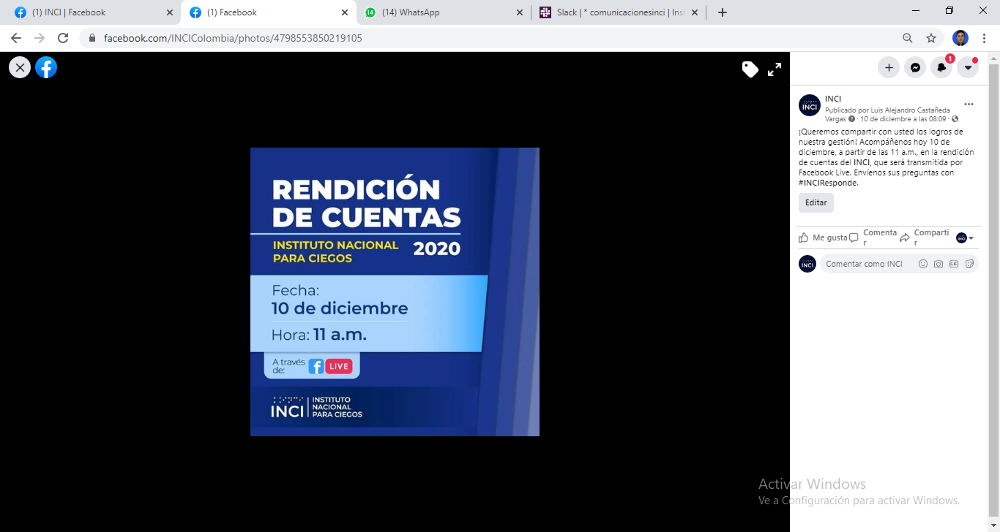 (1) INCI | Facebook
(1) Facebook
14
(14) WhatsApp
Slack | * comunicacionesinci | Ins
facebook.com/INCIColombia/photos/4798553850219105
1
RENDICIÓN
DE CUENTAS
INSTITUTO NACIONAL
PARA CIEGOS
2020
Fecha:
10 de diciembre
Hora: 11 a.m.
A través
de:
LIVE
INCI
INSTITUTO
NACIONAL
PARA CIEGOS
INCI
INCI
Publicado por Luis Alejandro Castañeda
Vargas · 10 de diciembre a las 08:09 ·
¡Queremos compartir con usted los logros de
nuestra gestión! Acompáñenos hoy 10 de
diciembre, a partir de las 11 a.m., en la rendición
de cuentas del INCI, que será transmitida por
Facebook Live. Envíenos sus preguntas con
#INCIResponde.
Editar
Me gusta
Comenta
r
Comparti
r
INCI
INCI
Comentar como INCI
GIF
Activar Windows
Ve a Configuración para activar Windows.